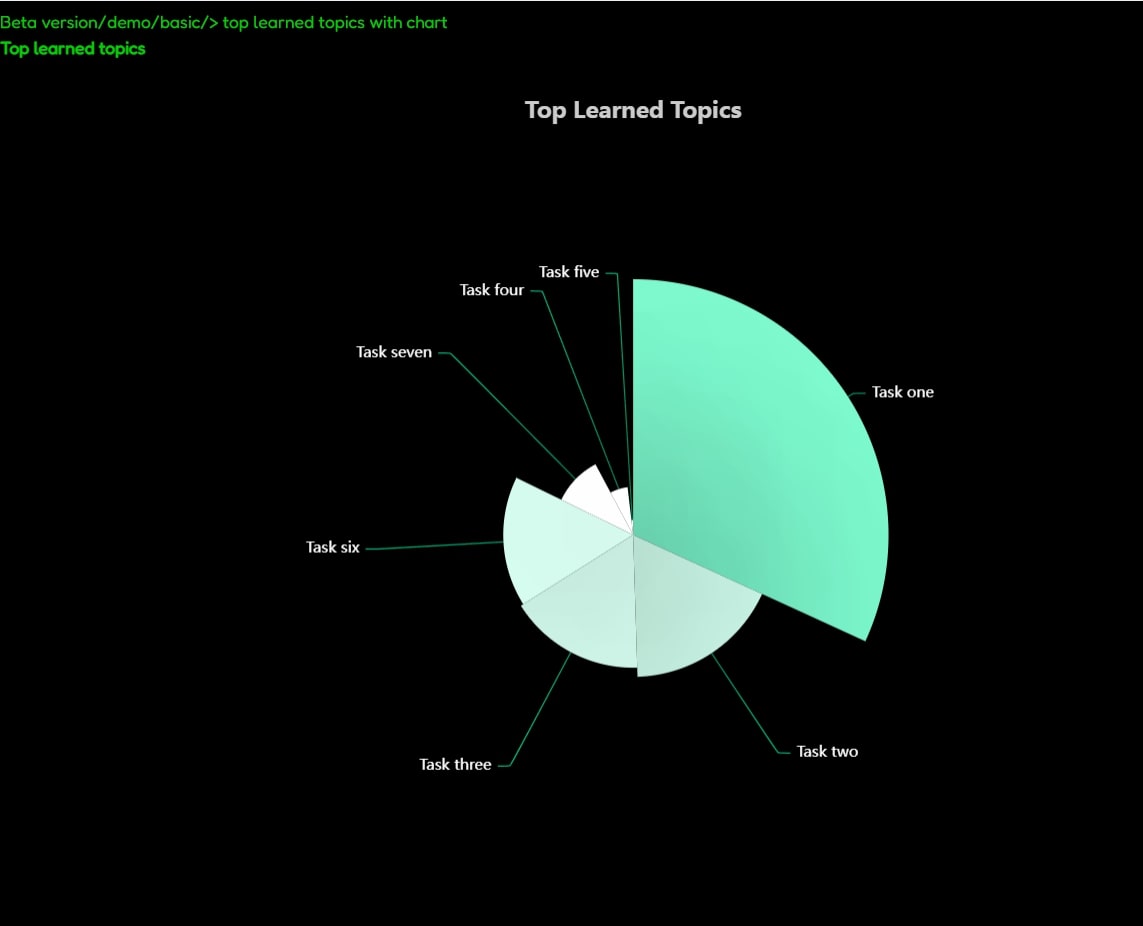 Beta version/demo/basic/> top learned topics with chart
Top learned topics
Top Learned Topics
Task five
Task four
Task seven
Task one
Task six
Task two
Task three